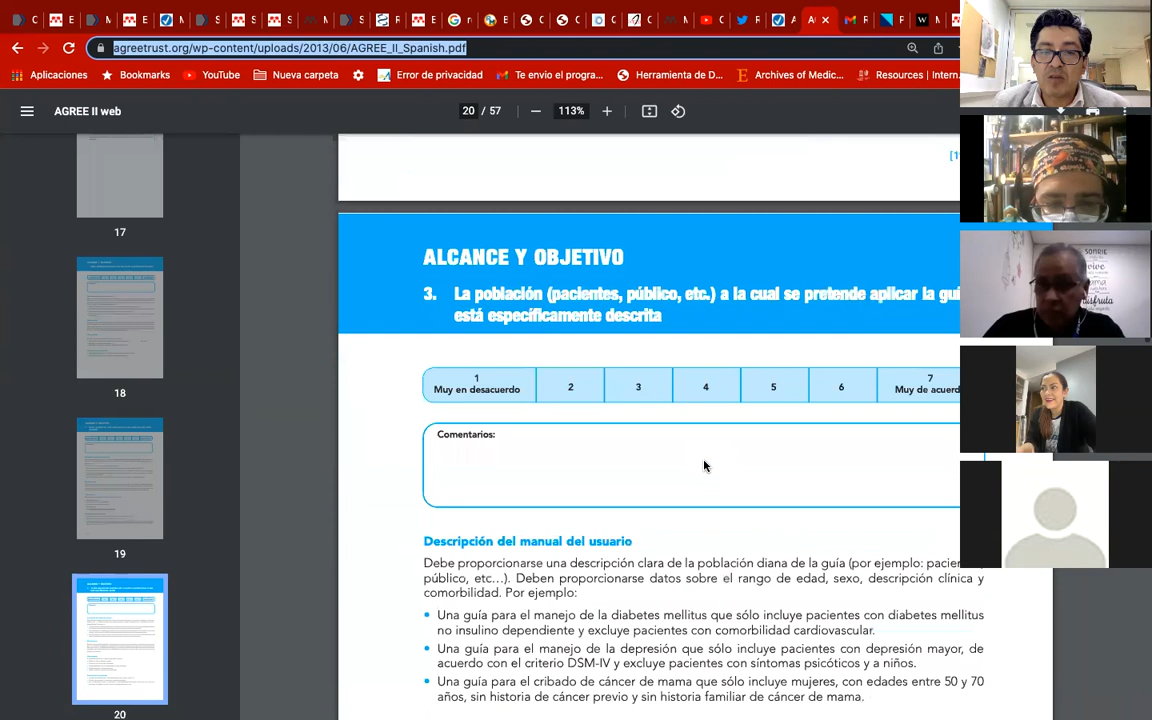 agreetrust.org/wp-content/uploads/2013/06/AGREE_II_Spanish.pdf
Aplicaciones
Bookmarks
YouTube
Nueva carpeta
Error de privacidad
Te envio el progra...
Herramienta de D...
Archives of Medic...
Resources | Intern...
AGREE II web
20 / 57
113%
17
18
19
20
ALCANCE Y OBJETIVO
3. La población (pacientes, público, etc.) a la cual se pretende aplicar la
está específicamente descrita
1 2 3 4 5 6 7
Muy en desacuerdo Muy de
Comentarios:
Descripción del manual del usuario
Debe proporcionarse una descripción clara de la población diana de la guía (por ejemplo:
público, etc...). Deben proporcionarse datos sobre el rango de edad, sexo, descripción clínica y
comorbilidad. Por ejemplo:
• Una guía para el manejo de la diabetes mellitus que sólo incluye pacientes con diabetes mellitus
no insulino dependiente y excluye pacientes con comorbilidad cardiovascular.
• Una guía para el manejo de la depresión que sólo incluye pacientes con depresión mayor, de
acuerdo con el criterio DSM-IV y excluye pacientes con síntomas psicóticos y a niños.
• Una guía para el cribado de cáncer de mama que sólo incluye mujeres, con edades entre 50 y 70
años, sin historia de cáncer previo y sin historia familiar de cáncer de mama.
SONRIE
vive
disfruta